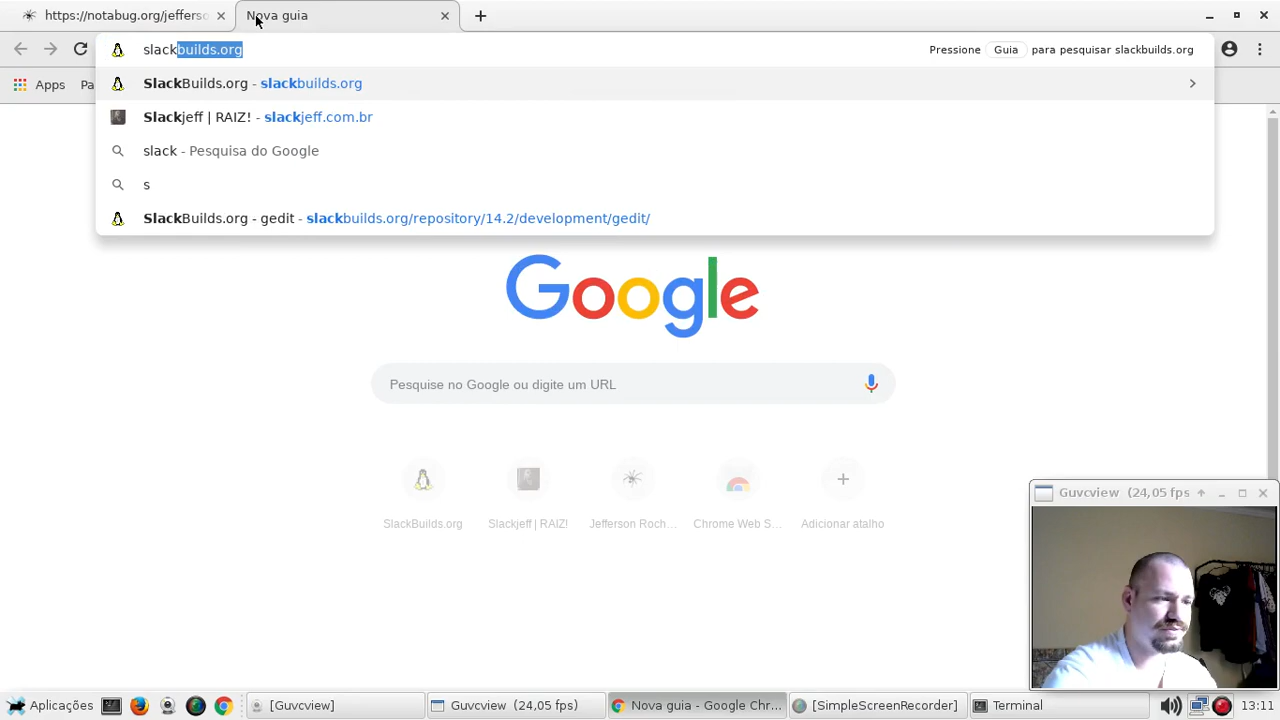 https://notabug.org/jefferso
Nova guia
slackbuilds.org
Pressione Guia para pesquisar slackbuilds.org
Apps
Pa
SlackBuilds.org - slackbuilds.org
Slackjeff | RAIZ! - slackjeff.com.br
slack - Pesquisa do Google
s
SlackBuilds.org - gedit - slackbuilds.org/repository/14.2/development/gedit/
Google
Pesquise no Google ou digite um URL
SlackBuilds.org
Slackjeff | RAIZ!
Jefferson Roch...
Chrome Web S...
Adicionar atalho
Guvcview (24,05 fps
Aplicações
[Guvcview]
Guvcview (24,05 fps)
Nova guia - Google Chr...
[SimpleScreenRecorder]
Terminal
13:11